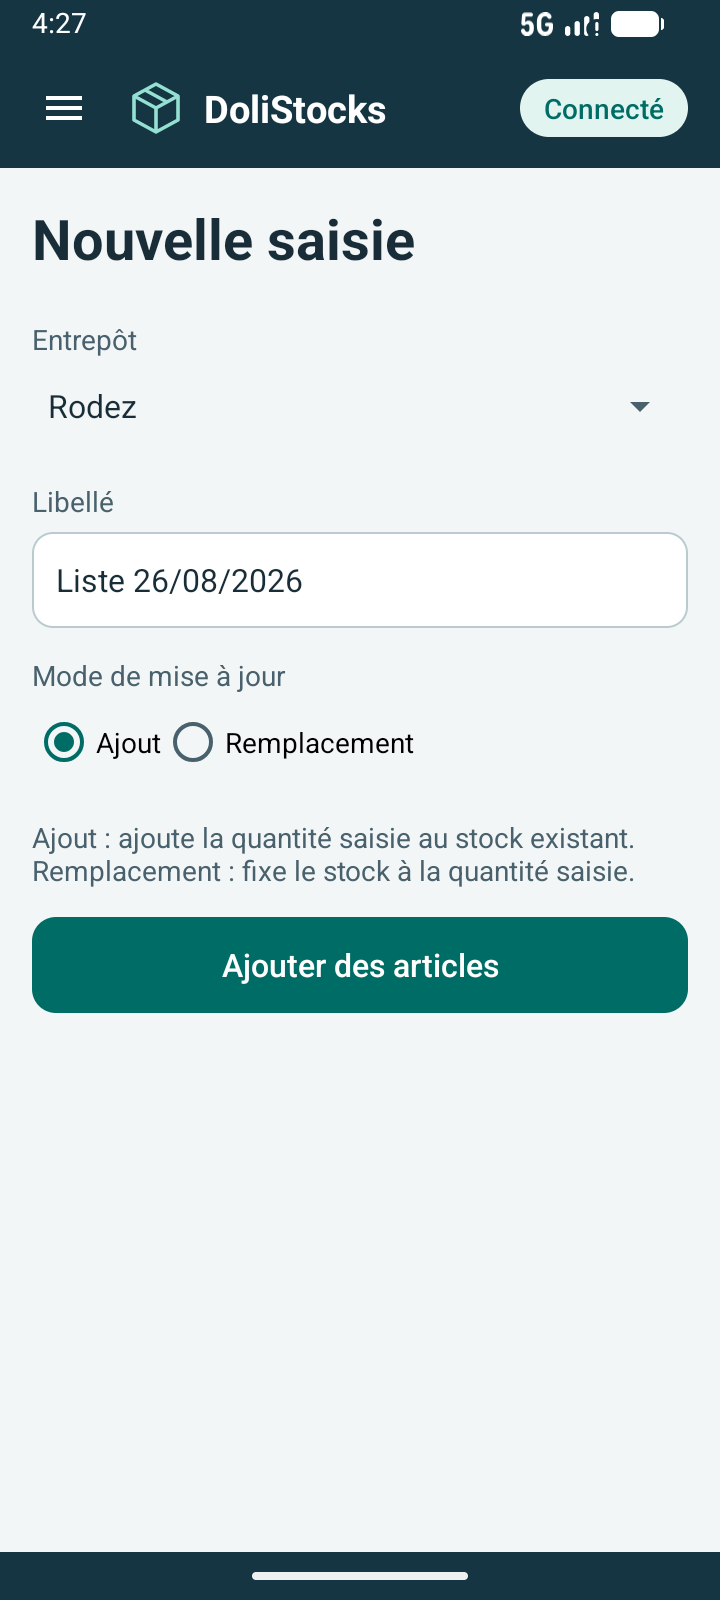 4:27
5G
DoliStocks
Connecté
Nouvelle saisie
Entrepôt
Rodez
Libellé
Liste 26/08/2026
Mode de mise à jour
Ajout
Remplacement
Ajout : ajoute la quantité saisie au stock existant.
Remplacement : fixe le stock à la quantité saisie.
Ajouter des articles